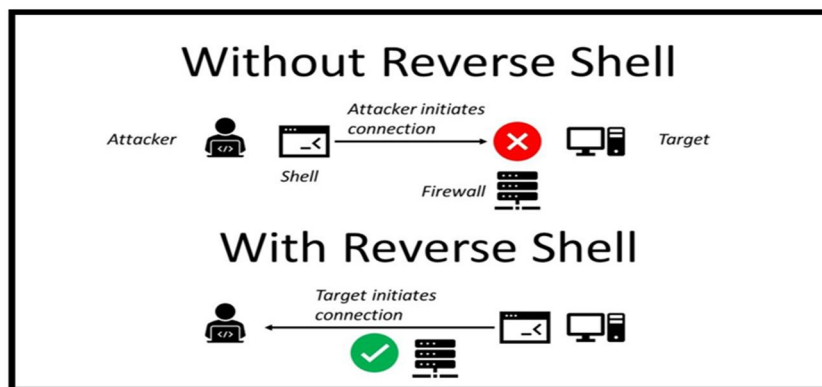 Without Reverse Shell
Attacker initiates
connection
Attacker
Target
Shell
Firewall
With Reverse Shell
Target initiates
connection